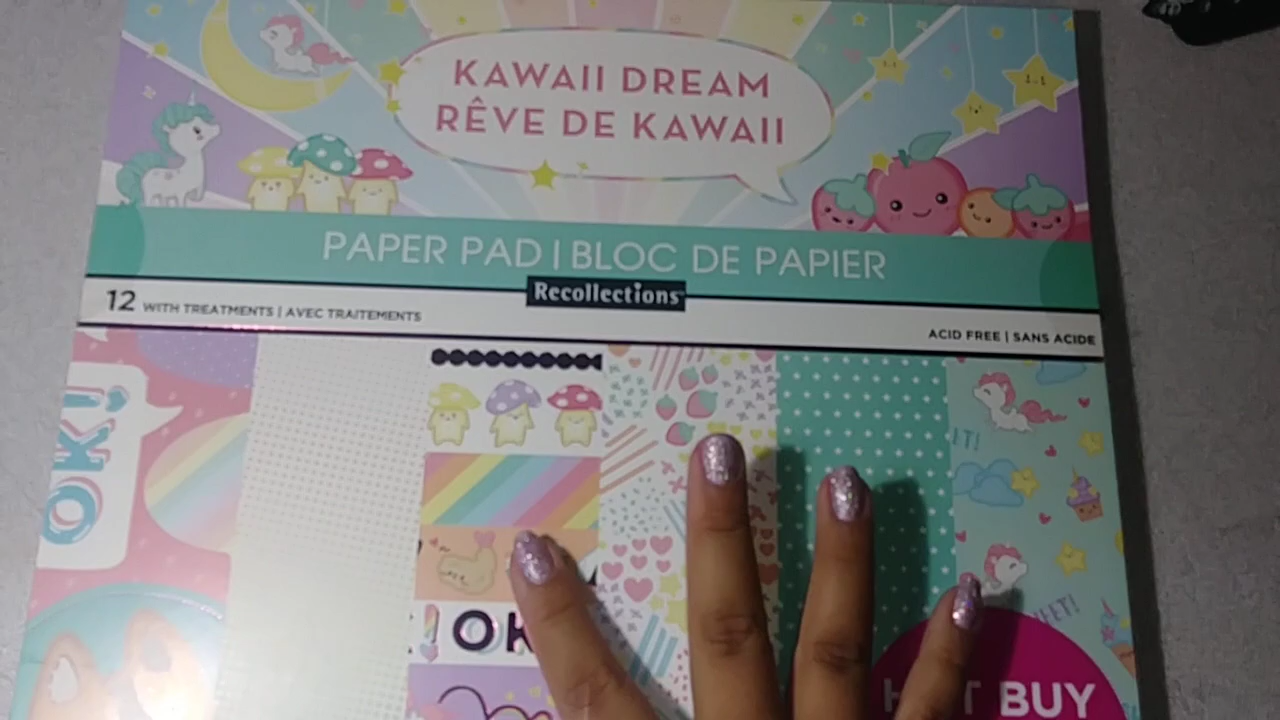 KAWAII DREAM
RÊVE DE KAWAII
PAPER PAD | BLOC DE PAPIER
Recollections
12 WITH TREATMENTS | AVEC TRAITEMENTS
ACID FREE | SANS ACIDE
OK!
BUY